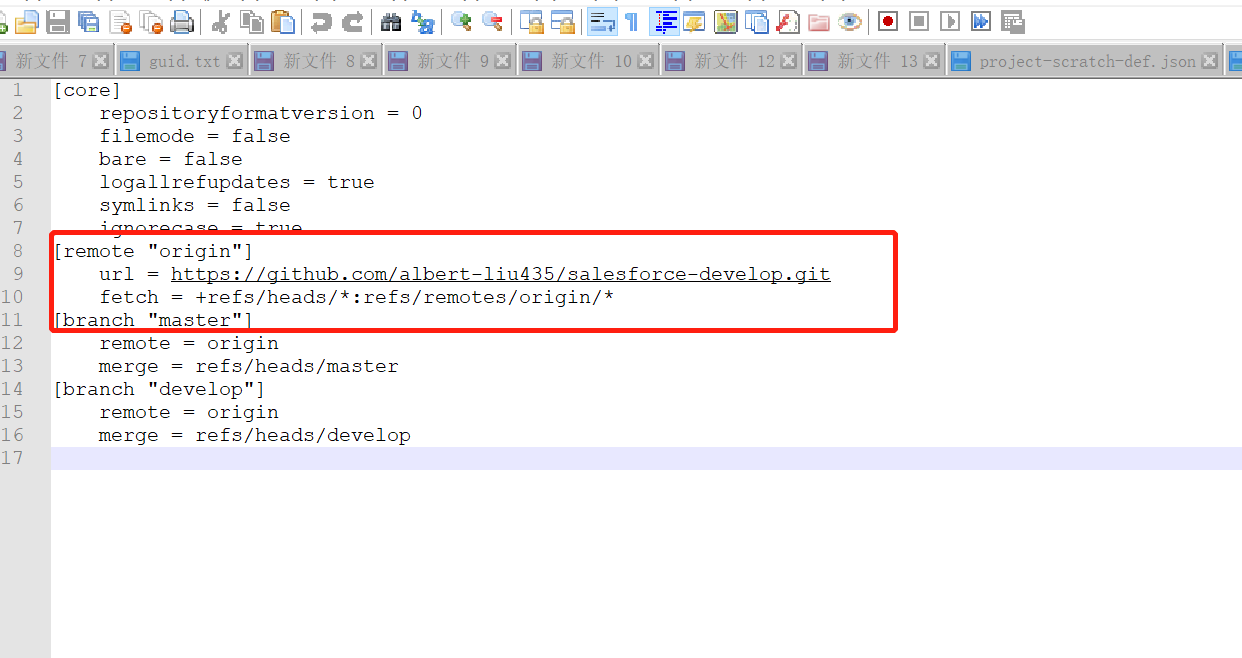 新文件 7 guid.txt 新文件 8 新文件 9 新文件 10 新文件 12 新文件 13 project-scratch-def.json
1 [core]
2 repositoryformatversion = 0
3 filemode = false
4 bare = false
5 logallrefupdates = true
6 symlinks = false
7 ignorecase = true
8 [remote "origin"]
9 url = https://github.com/albert-liu435/salesforce-develop.git
10 fetch = +refs/heads/*:refs/remotes/origin/*
11 [branch "master"]
12 remote = origin
13 merge = refs/heads/master
14 [branch "develop"]
15 remote = origin
16 merge = refs/heads/develop
17